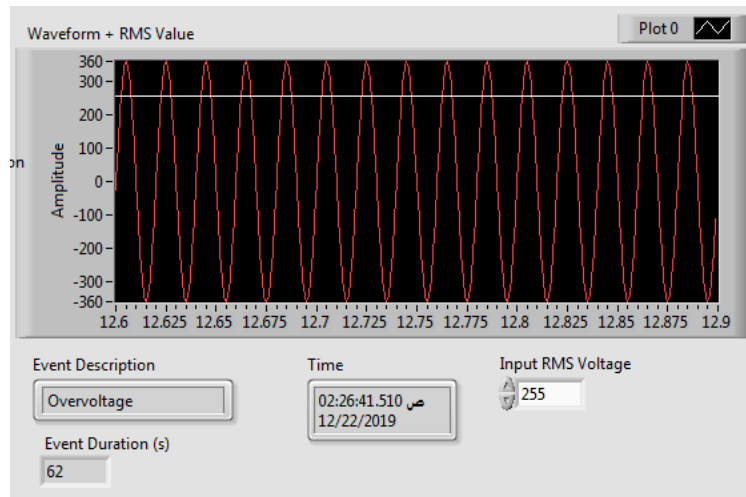 Waveform + RMS Value
Plot 0
360
300
200
100
0
-100
-200
-300
-360
Amplitude
on
12.6 12.625 12.65 12.675 12.7 12.725 12.75 12.775 12.8 12.825 12.85 12.875 12.9
Event Description
Overvoltage
Event Duration (s)
62
Time
02:26:41.510 ص
12/22/2019
Input RMS Voltage
255